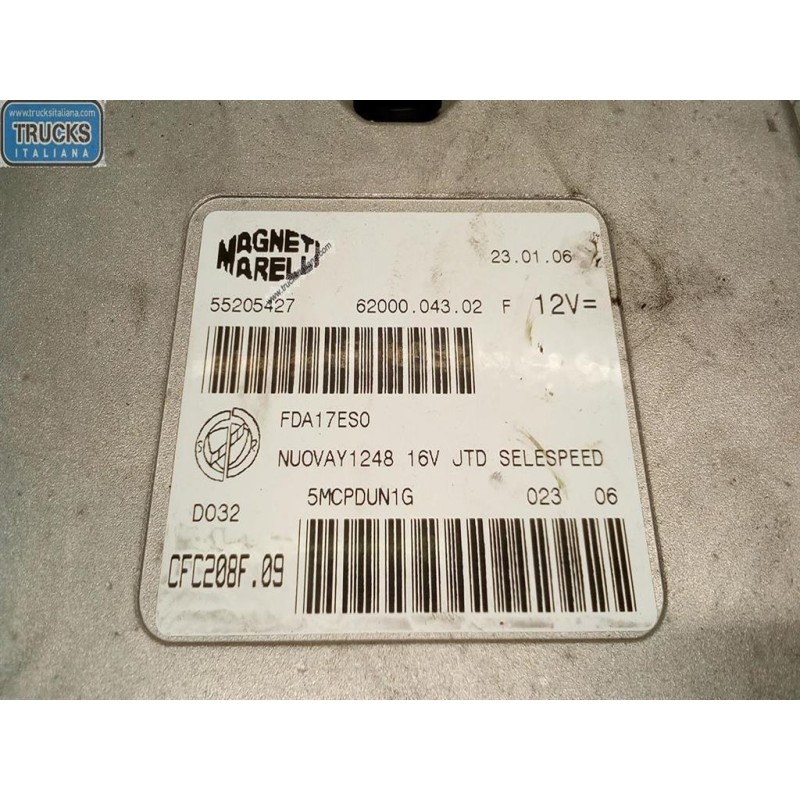 www.trucksitaliana.com
TRUCKS
ITALIANA
MAGNETI
MARELLI
23.01.06
55205427 62000.043.02 F 12V=
FDA17ES0
NUOVAY1248 16V JTD SELESPEED
5MCPDUN1G 023 06
D032
CFC208F.09